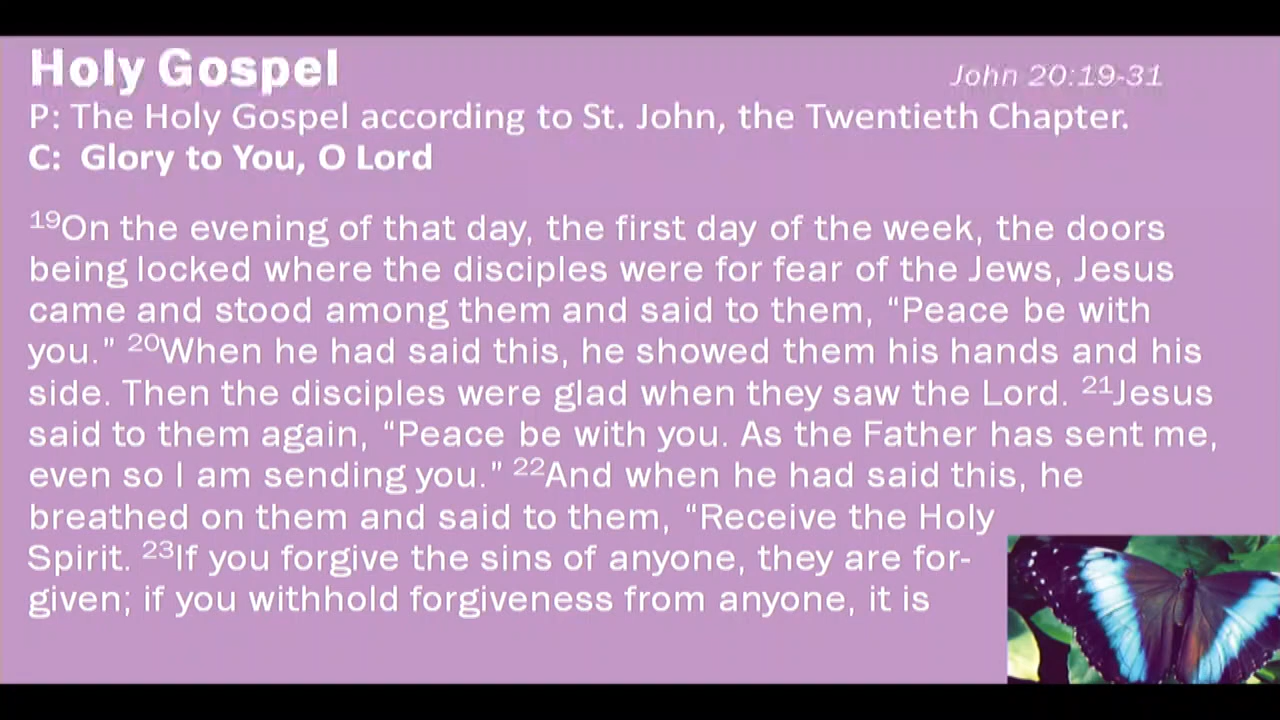 Holy Gospel John 20:19-31
P: The Holy Gospel according to St. John, the Twentieth Chapter.
C: Glory to You, O Lord
19On the evening of that day, the first day of the week, the doors
being locked where the disciples were for fear of the Jews, Jesus
came and stood among them and said to them, “Peace be with
you.” 20When he had said this, he showed them his hands and his
side. Then the disciples were glad when they saw the Lord. 21Jesus
said to them again, “Peace be with you. As the Father has sent me,
even so I am sending you.” 22And when he had said this, he
breathed on them and said to them, “Receive the Holy
Spirit. 23If you forgive the sins of anyone, they are for-
given; if you withhold forgiveness from anyone, it is